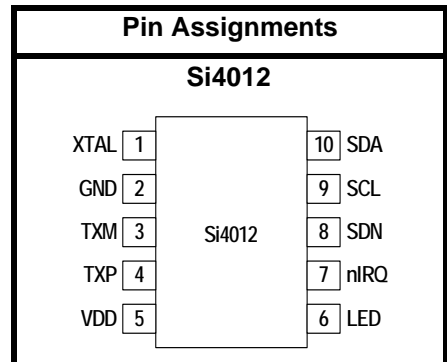 Pin Assignments
Si4012
XTAL 1 10 SDA
GND 2 9 SCL
TXM 3 Si4012 8 SDN
TXP 4 7 nIRQ
VDD 5 6 LED